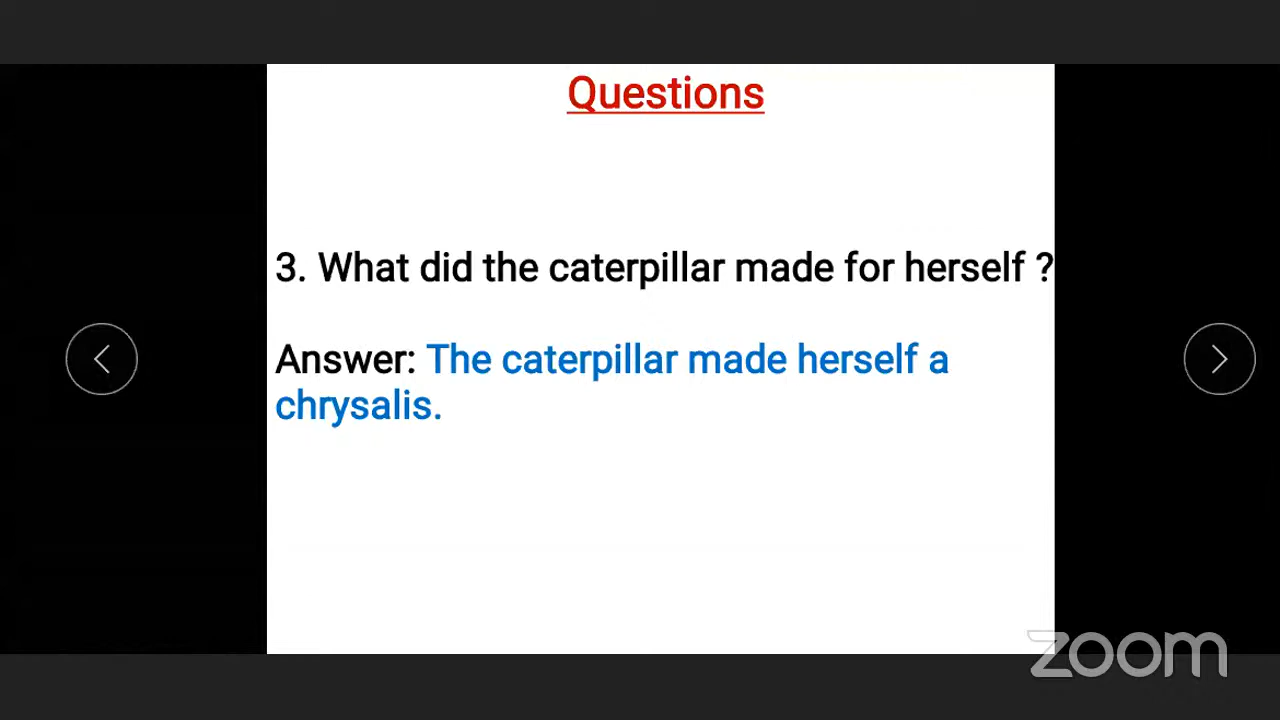 Questions
3. What did the caterpillar made for herself ?
Answer: The caterpillar made herself a
chrysalis.
zoom